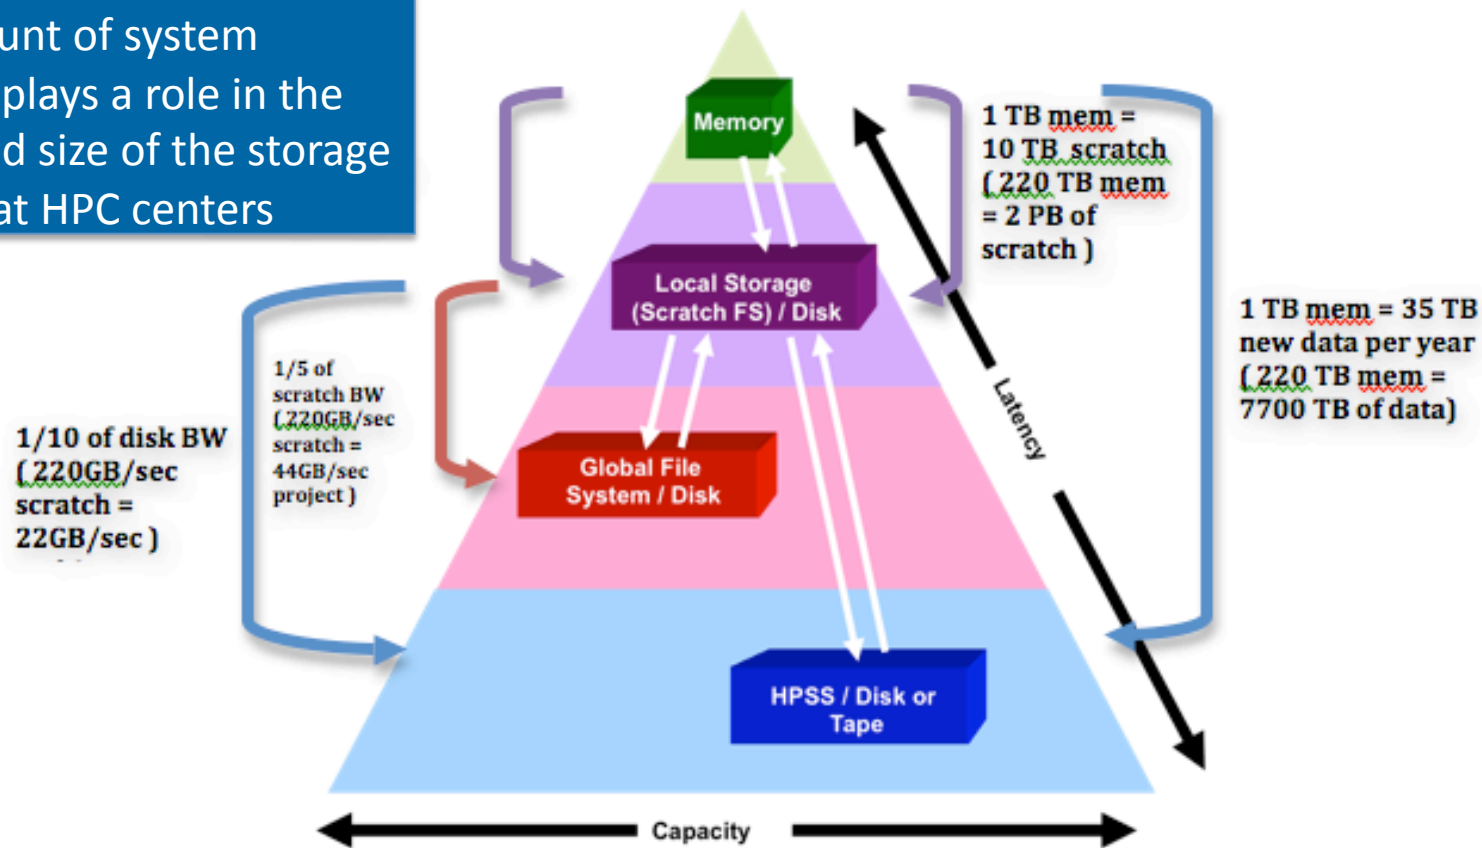 unt of system
plays a role in the
d size of the storage
at HPC centers
Memory
1 TB mem =
10 TB scratch
( 220 TB mem
= 2 PB of
scratch )
Local Storage
(Scratch FS) / Disk
1 TB mem = 35 TB
new data per year
( 220 TB mem =
7700 TB of data)
1/5 of
scratch BW
( 220GB/sec
scratch =
44GB/sec
project )
Latency
1/10 of disk BW
( 220GB/sec
scratch =
22GB/sec )
Global File
System / Disk
HPSS / Disk or
Tape
Capacity